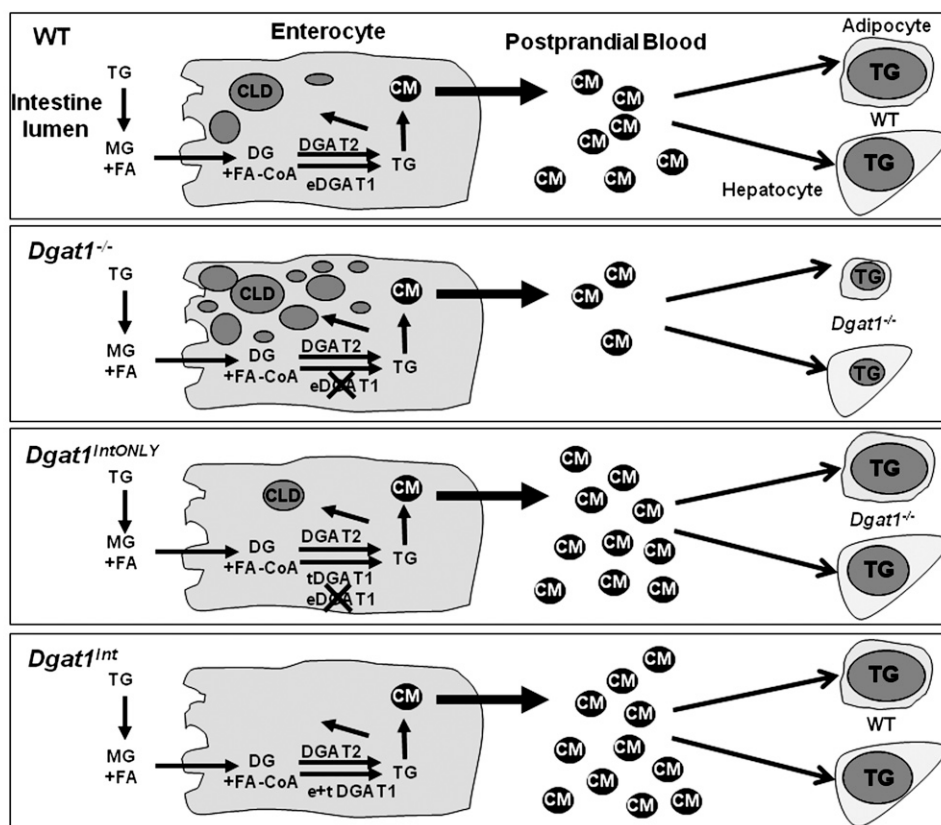 WT
Enterocyte
Postprandial Blood
Adipocyte
TG
Intestine lumen
MG
+FA
CLD
CM
DG
+FA-CoA
DGAT2
eDGAT1
TG
CM
CM
CM
CM
CM
CM
CM
TG
WT
TG
Hepatocyte
Dgat1-/-
TG
MG
+FA
CLD
CM
DG
+FA-CoA
DGAT2
eDGAT1
TG
CM
CM
CM
TG
Dgat1-/-
TG
Dgat1IntONLY
TG
MG
+FA
CLD
CM
DG
+FA-CoA
DGAT2
tDGAT1
eDGAT1
TG
CM
CM
CM
CM
CM
CM
CM
CM
CM
CM
CM
TG
Dgat1-/-
TG
Dgat1Int
TG
MG
+FA
CM
DG
+FA-CoA
DGAT2
e+t DGAT1
TG
CM
CM
CM
CM
CM
CM
CM
CM
CM
CM
CM
CM
CM
TG
WT
TG